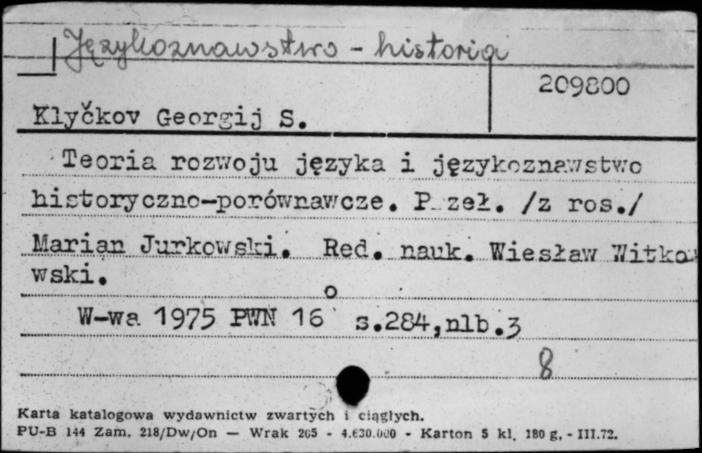 Językoznawstwo - historia
209800
Klyčkov Georgij S.
Teoria rozwoju języka i językoznawstwo
historyczno-porównawcze. P zeł. /z ros./
Marian Jurkowski. Red. nauk. Wiesław Witko
wski.
W-wa 1975 PWN 16° s.284,nlb.3
8
Karta katalogowa wydawnictw zwartych i ciągłych.
PU-B 144 Zam. 218/Dw/On — Wrak 205 - 4.630.000 - Karton 5 kl. 180 g. - III.72.